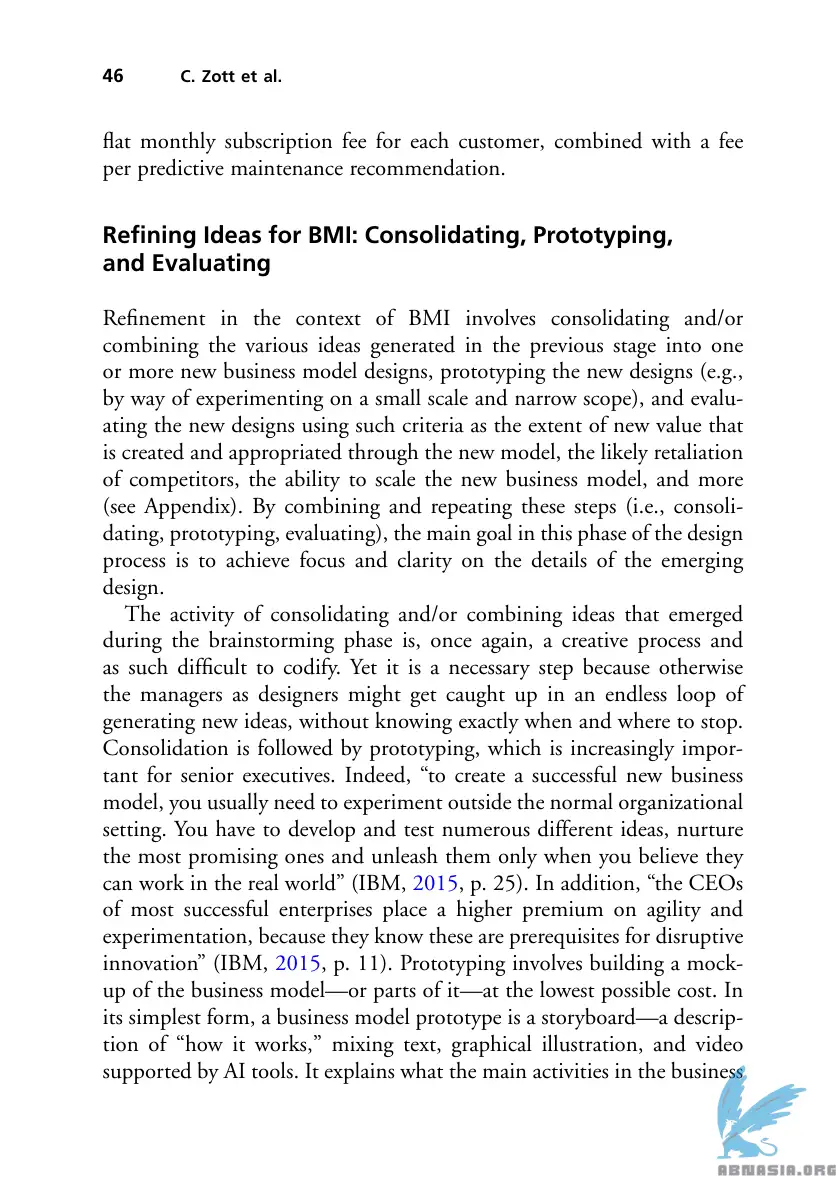 46 C. Zott et al.
flat monthly subscription fee for each customer, combined with a fee
per predictive maintenance recommendation.
Refining Ideas for BMI: Consolidating, Prototyping,
and Evaluating
Refinement in the context of BMI involves consolidating and/or
combining the various ideas generated in the previous stage into one
or more new business model designs, prototyping the new designs (e.g.,
by way of experimenting on a small scale and narrow scope), and evalu-
ating the new designs using such criteria as the extent of new value that
is created and appropriated through the new model, the likely retaliation
of competitors, the ability to scale the new business model, and more
(see Appendix). By combining and repeating these steps (i.e., consoli-
dating, prototyping, evaluating), the main goal in this phase of the design
process is to achieve focus and clarity on the details of the emerging
design.
The activity of consolidating and/or combining ideas that emerged
during the brainstorming phase is, once again, a creative process and
as such difficult to codify. Yet it is a necessary step because otherwise
the managers as designers might get caught up in an endless loop of
generating new ideas, without knowing exactly when and where to stop.
Consolidation is followed by prototyping, which is increasingly impor-
tant for senior executives. Indeed, “to create a successful new business
model, you usually need to experiment outside the normal organizational
setting. You have to develop and test numerous different ideas, nurture
the most promising ones and unleash them only when you believe they
can work in the real world” (IBM, 2015, p. 25). In addition, “the CEOs
of most successful enterprises place a higher premium on agility and
experimentation, because they know these are prerequisites for disruptive
innovation” (IBM, 2015, p. 11). Prototyping involves building a mock-
up of the business model—or parts of it—at the lowest possible cost. In
its simplest form, a business model prototype is a storyboard—a descrip-
tion of “how it works,” mixing text, graphical illustration, and video
supported by AI tools. It explains what the main activities in the business
ABNASIA.ORG